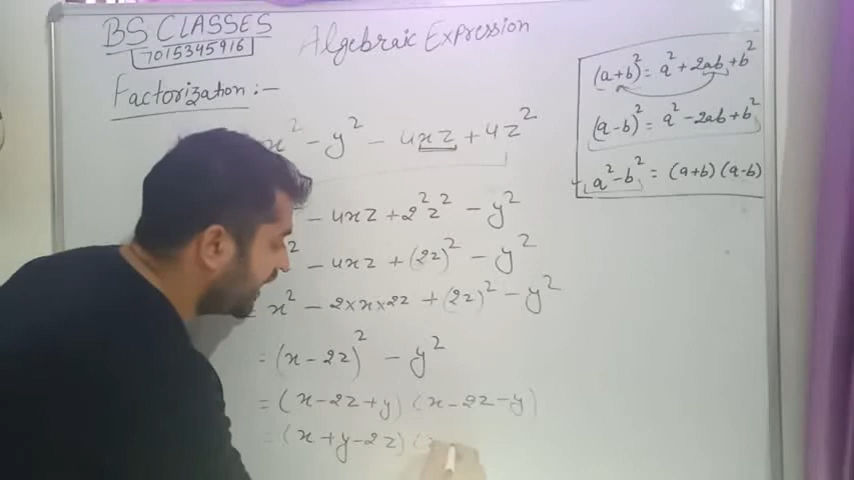 BS CLASSES
7015345916
Algebraic Expression
Factorization :-
x² - y² - 4xz + 4z²
- 4xz + 2²z² - y²
² - 4xz + (2z)² - y²
= x² - 2×x×2z + (2z)² - y²
= (x - 2z)² - y²
= (x - 2z + y) (x - 2z - y)
= (x + y - 2z) (
(a+b)² = a² + 2ab + b²
(a-b)² = a² - 2ab + b²
a² - b² = (a+b) (a-b)